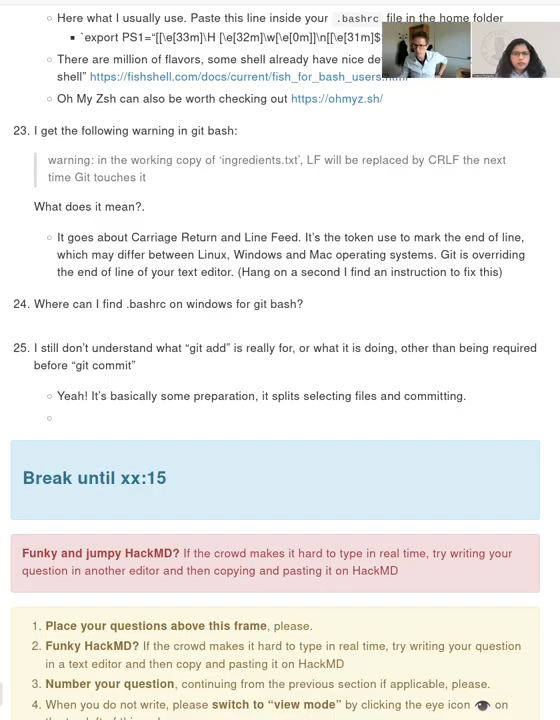 Here what I usually use. Paste this line inside your .bashrc file in the home folder
`export PS1="[[\e[33m]\H [\e[32m]\w[\e[0m]]\n[[\e[31m]$
There are million of flavors, some shell already have nice
shell" https://fishshell.com/docs/current/fish_for_bash_users.html
Oh My Zsh can also be worth checking out https://ohmyz.sh/
23. I get the following warning in git bash:
warning: in the working copy of ‘ingredients.txt’, LF will be replaced by CRLF the next
time Git touches it
What does it mean?.
It goes about Carriage Return and Line Feed. It’s the token use to mark the end of line,
which may differ between Linux, Windows and Mac operating systems. Git is overriding
the end of line of your text editor. (Hang on a second I find an instruction to fix this)
24. Where can I find .bashrc on windows for git bash?
25. I still don’t understand what “git add” is really for, or what it is doing, other than being required
before “git commit”
Yeah! It’s basically some preparation, it splits selecting files and committing.
Break until xx:15
Funky and jumpy HackMD? If the crowd makes it hard to type in real time, try writing your
question in another editor and then copying and pasting it on HackMD
1. Place your questions above this frame, please.
2. Funky HackMD? If the crowd makes it hard to type in real time, try writing your question
in a text editor and then copy and pasting it on HackMD
3. Number your question, continuing from the previous section if applicable, please.
4. When you do not write, please switch to “view mode” by clicking the eye icon 👁 on